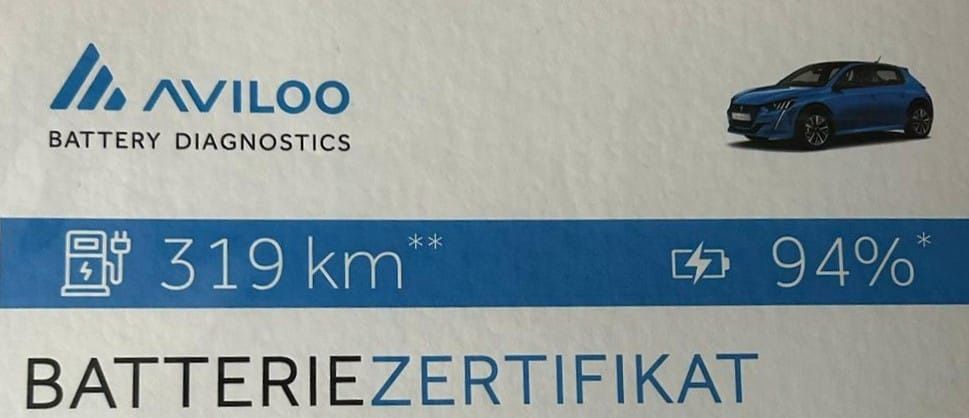 AVILOO
BATTERY DIAGNOSTICS
319 km** 94%*
BATTERIEZERTIFIKAT